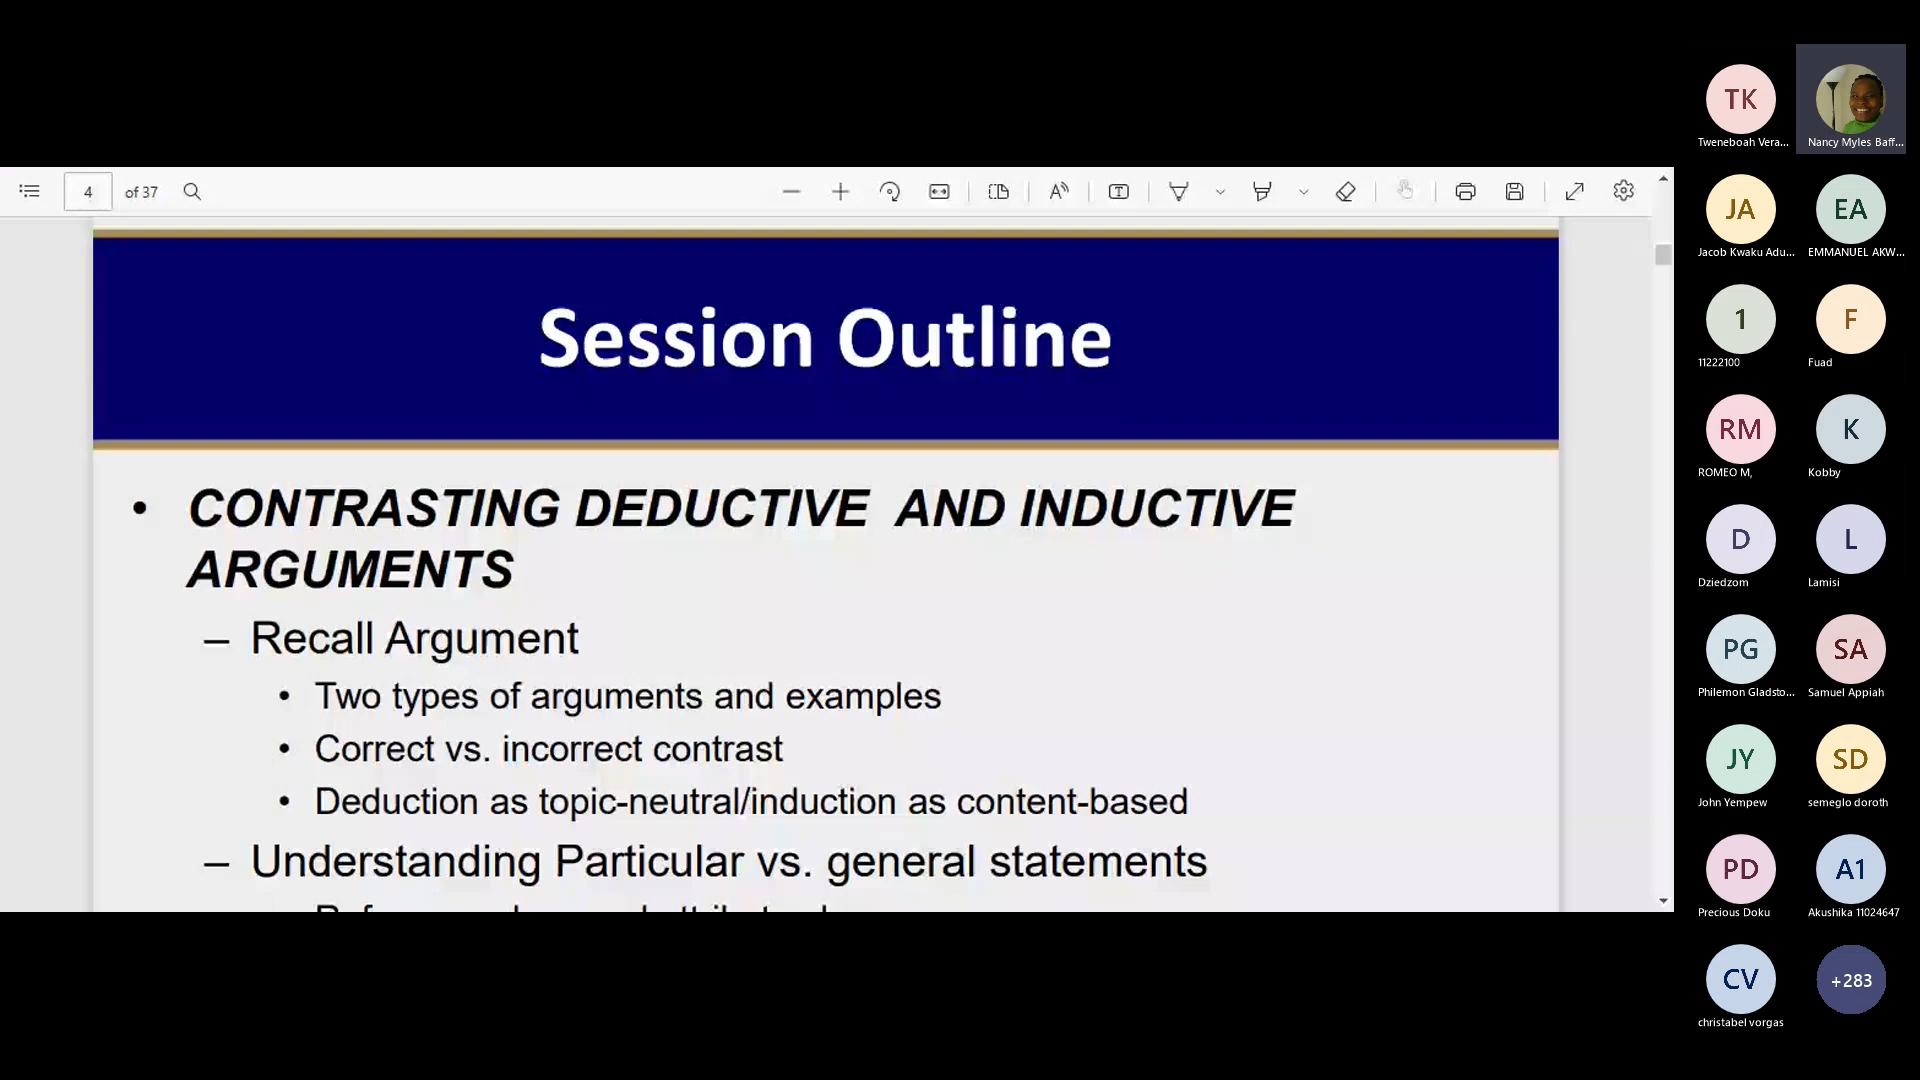 4 of 37
Session Outline
• CONTRASTING DEDUCTIVE AND INDUCTIVE
ARGUMENTS
– Recall Argument
• Two types of arguments and examples
• Correct vs. incorrect contrast
• Deduction as topic-neutral/induction as content-based
– Understanding Particular vs. general statements
TK
Tweneboah Vera...
Nancy Myles Baff...
JA
Jacob Kwaku Adu...
EA
EMMANUEL AKW...
1
11222100
F
Fuad
RM
ROMEO M,
K
Kobby
D
Dziedzom
L
Lamisi
PG
Philemon Gladsto...
SA
Samuel Appiah
JY
John Yempew
SD
semeglo doroth
PD
Precious Doku
A1
Akushika 11024647
CV
christabel vorgas
+283